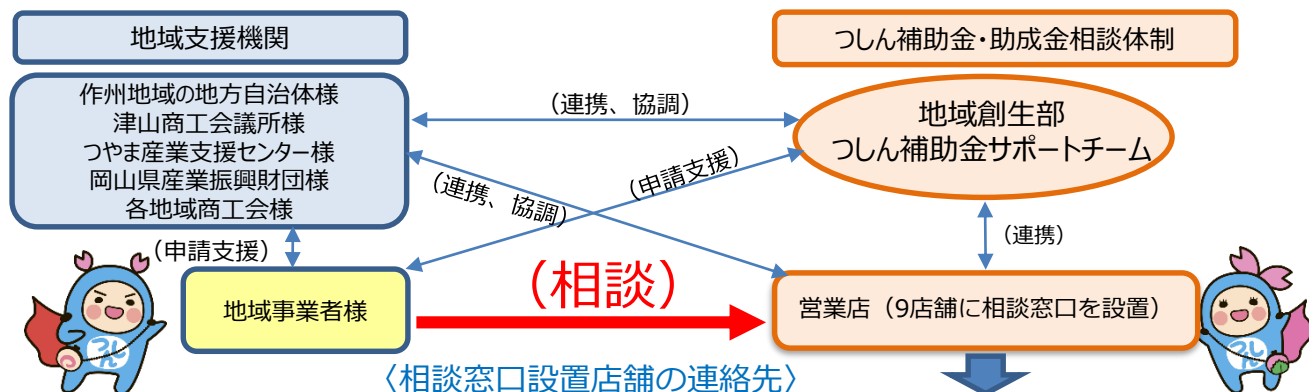 地域支援機関
つしん補助金・助成金相談体制
作州地域の地方自治体様
津山商工会議所様
つやま産業支援センター様
岡山県産業振興財団様
各地域商工会様
（連携、協調）
地域創生部
つしん補助金サポートチーム
（連携、協調）
（申請支援）
（申請支援）
（連携）
地域事業者様
（相談）
営業店（9店舗に相談窓口を設置）
つしん
つしん
〈相談窓口設置店舗の連絡先〉